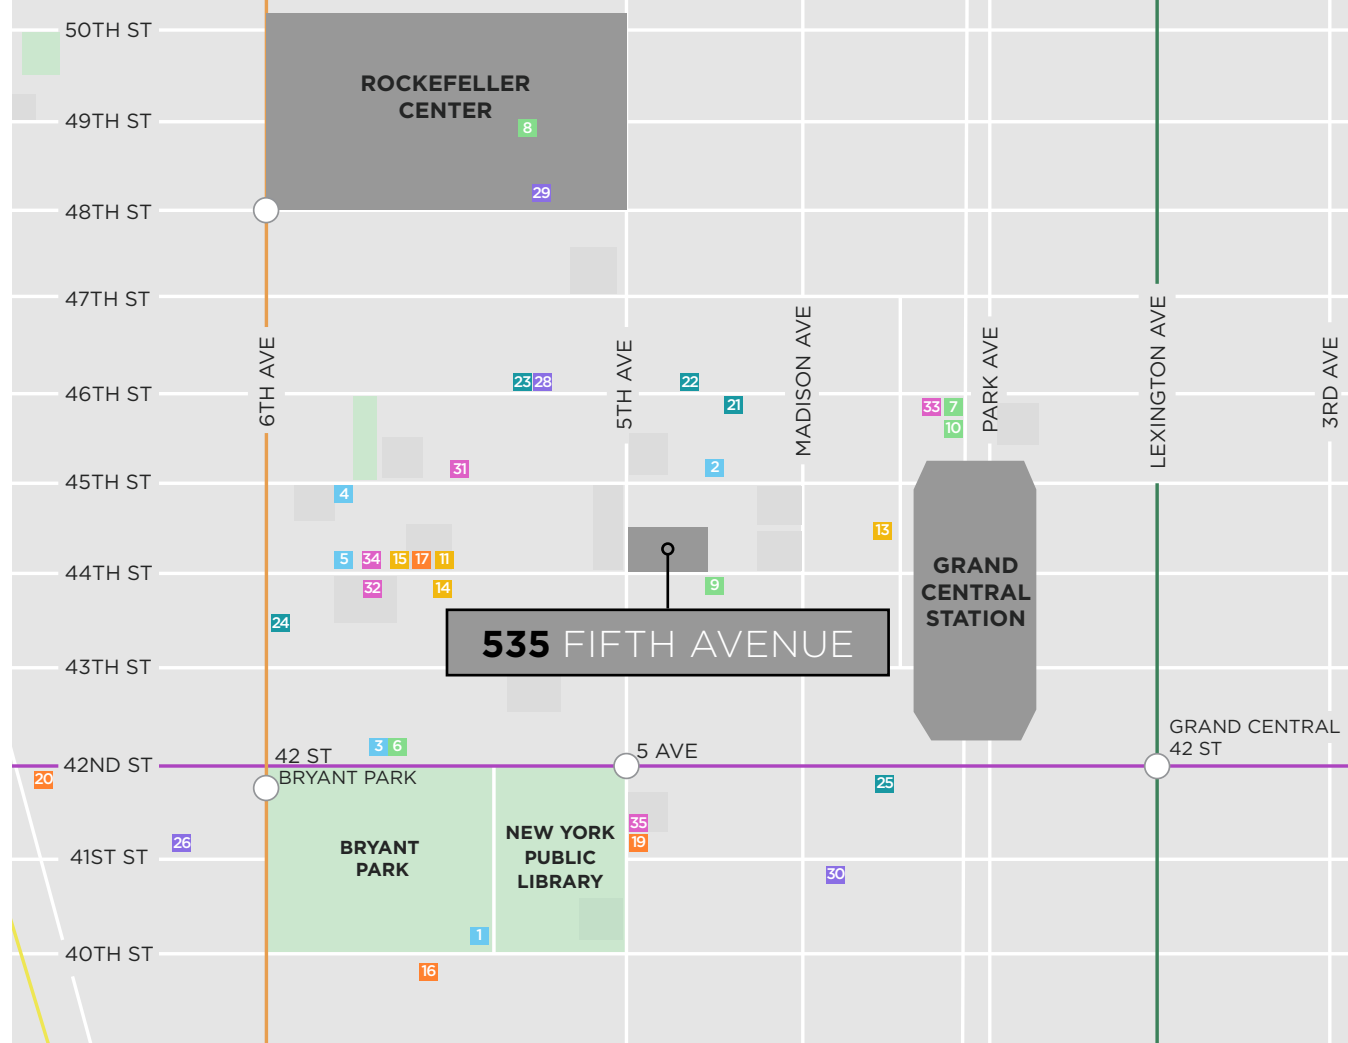 50TH ST
ROCKEFELLER
CENTER
49TH ST
8
29
48TH ST
47TH ST
6TH AVE
5TH AVE
MADISON AVE
PARK AVE
LEXINGTON AVE
3RD AVE
23 28
22
46TH ST
21
33 7
10
31
2
45TH ST
4
13
5 34 15 17 11
44TH ST
32
14
9
GRAND
CENTRAL
STATION
24
535 FIFTH AVENUE
43TH ST
3 6
42 ST
5 AVE
GRAND CENTRAL
42 ST
42ND ST
20
BRYANT PARK
25
26
35
19
NEW YORK
PUBLIC
LIBRARY
BRYANT
PARK
41ST ST
30
1
40TH ST
16